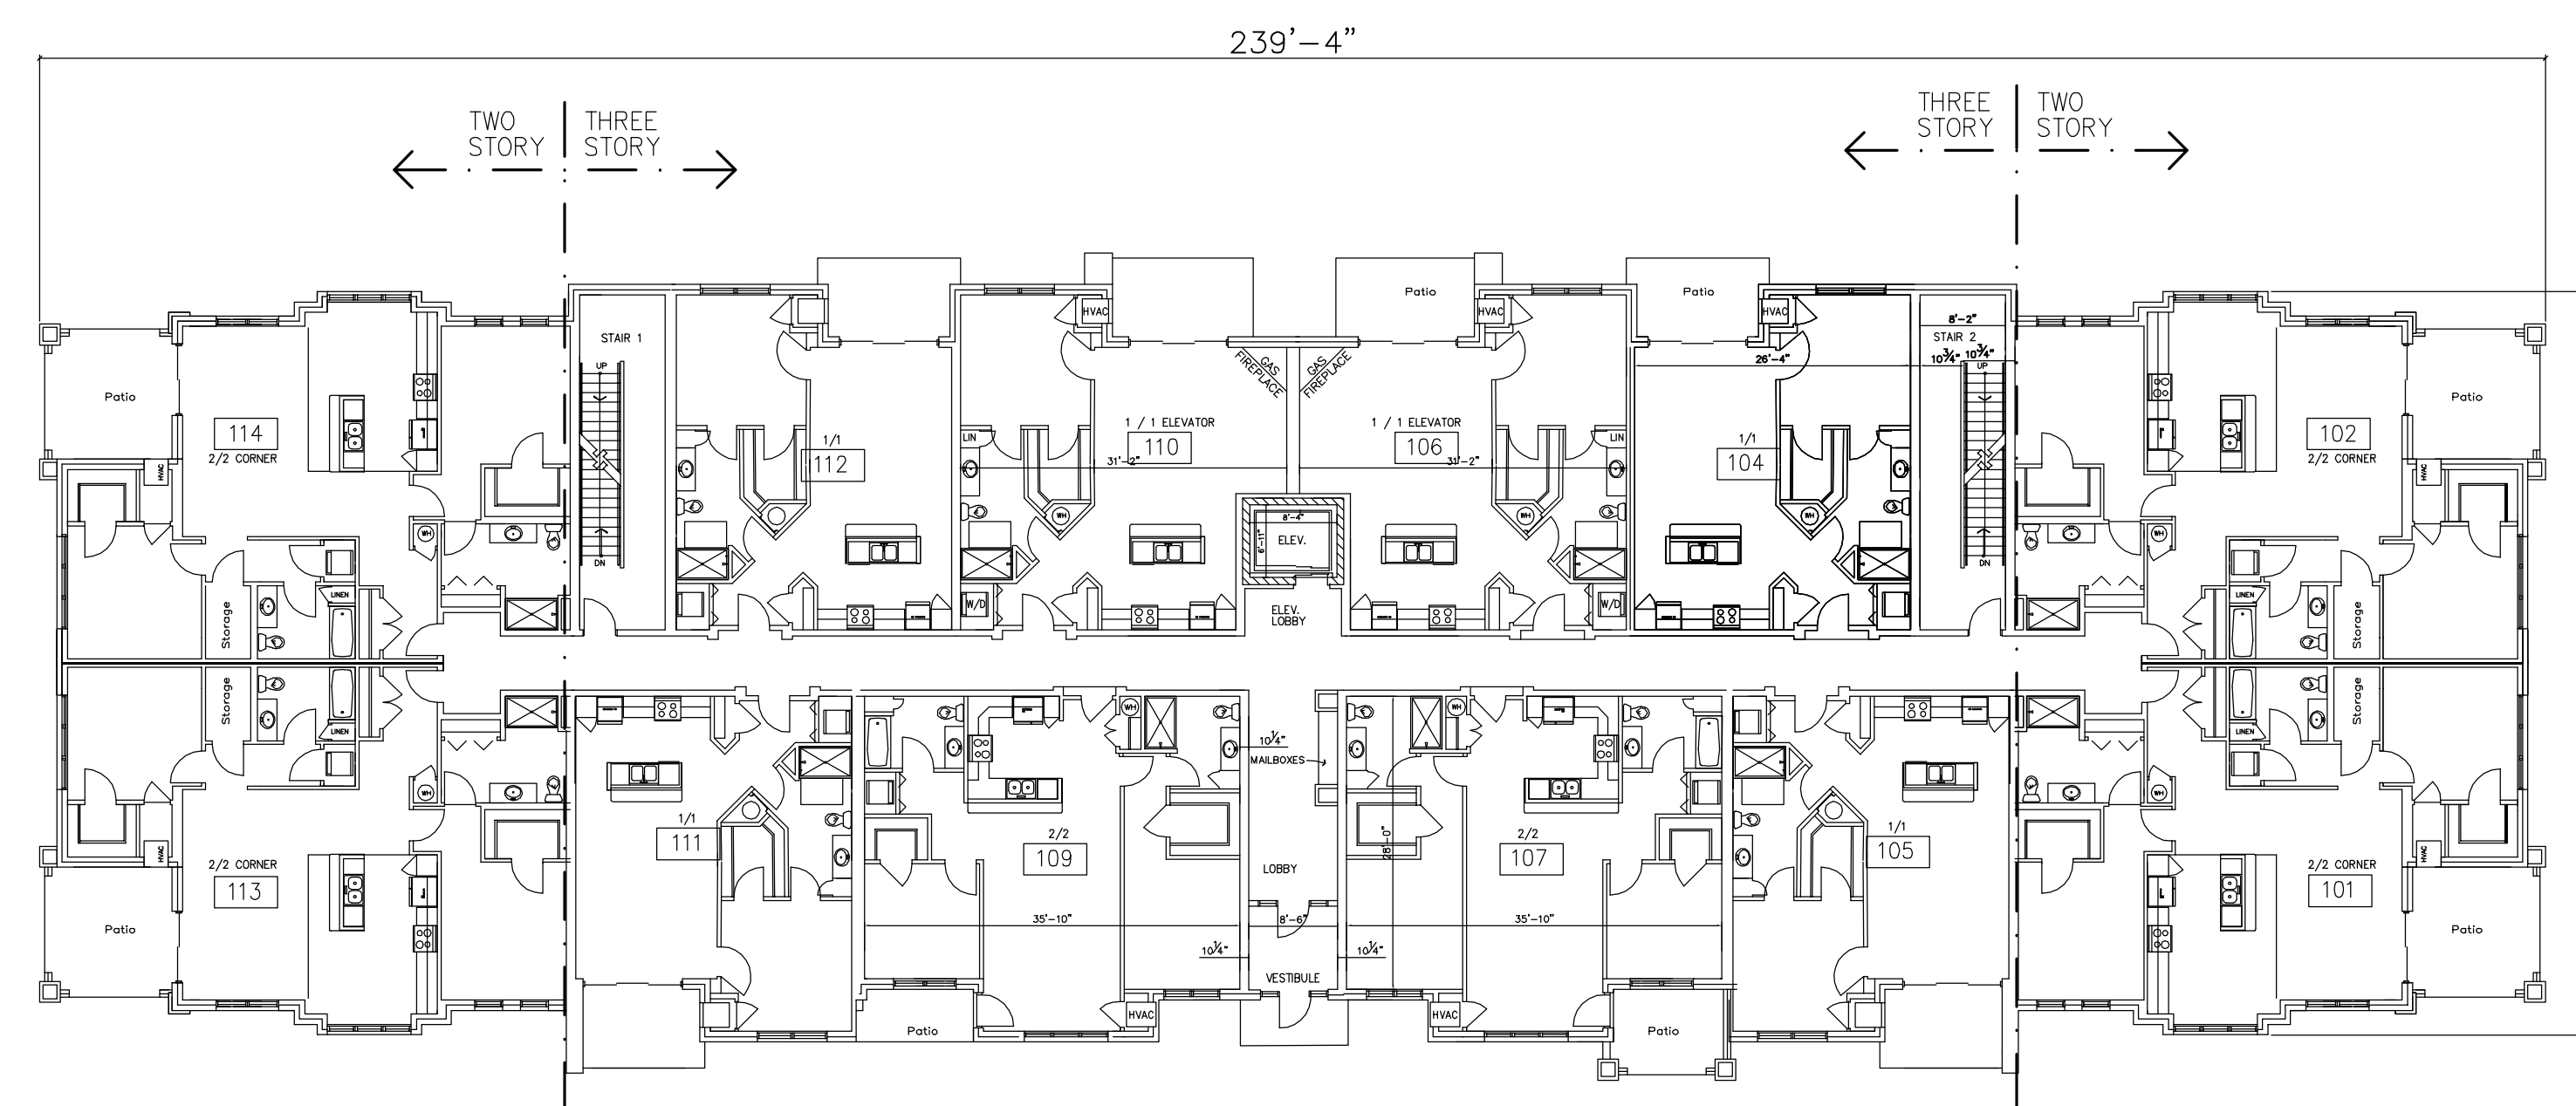 239'-4"
TWO
STORY
THREE
STORY
THREE
STORY
TWO
STORY
Patio
Patio
HVAC
HVAC
HVAC
8'-2"
STAIR 1
STAIR 2
UP
UP
GAS
FIREPLACE
GAS
FIREPLACE
26'-4"
10¾"
10¾"
Patio
Patio
114
2/2 CORNER
1/1
112
1 / 1 ELEVATOR
110
1 / 1 ELEVATOR
106
1/1
104
102
2/2 CORNER
LIN
LIN
31'-2"
31'-2"
HVAC
HVAC
WH
WH
WH
WH
WH
8'-4"
6'-11"
ELEV.
DN
DN
LINEN
LINEN
Storage
Storage
W/D
W/D
ELEV.
LOBBY
Storage
Storage
LINEN
LINEN
WH
WH
10¼"
MAILBOXES
WH
WH
1/1
111
2/2
109
28'-0"
2/2
107
1/1
105
HVAC
HVAC
2/2 CORNER
113
LOBBY
2/2 CORNER
101
35'-10"
8'-6"
35'-10"
Patio
Patio
10¼"
10¼"
VESTIBULE
HVAC
HVAC
Patio
Patio